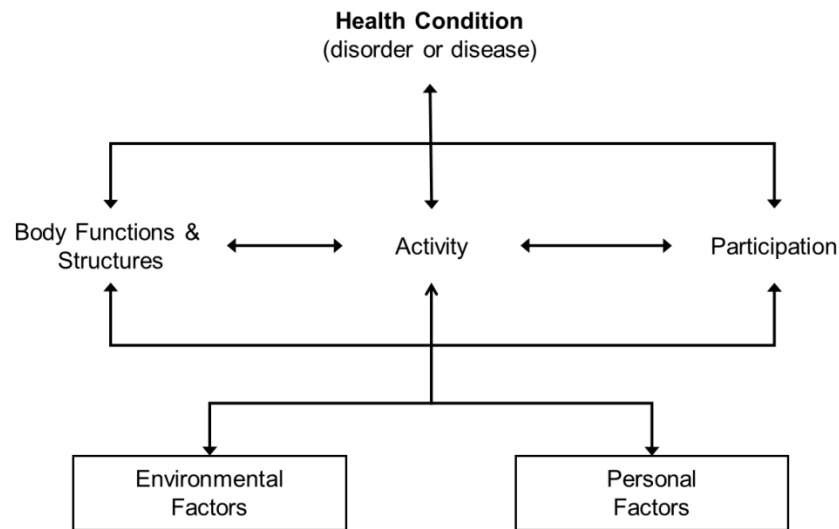 Health Condition
(disorder or disease)
Body Functions &
Structures
Activity
Participation
Environmental
Factors
Personal
Factors